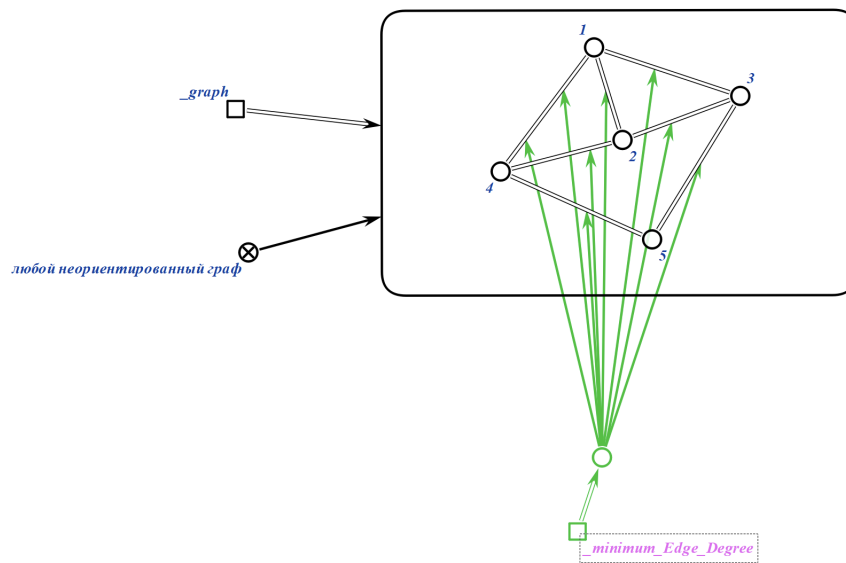 1
_graph
3
2
4
5
любой неориентированный граф
_minimum_Edge_Degree